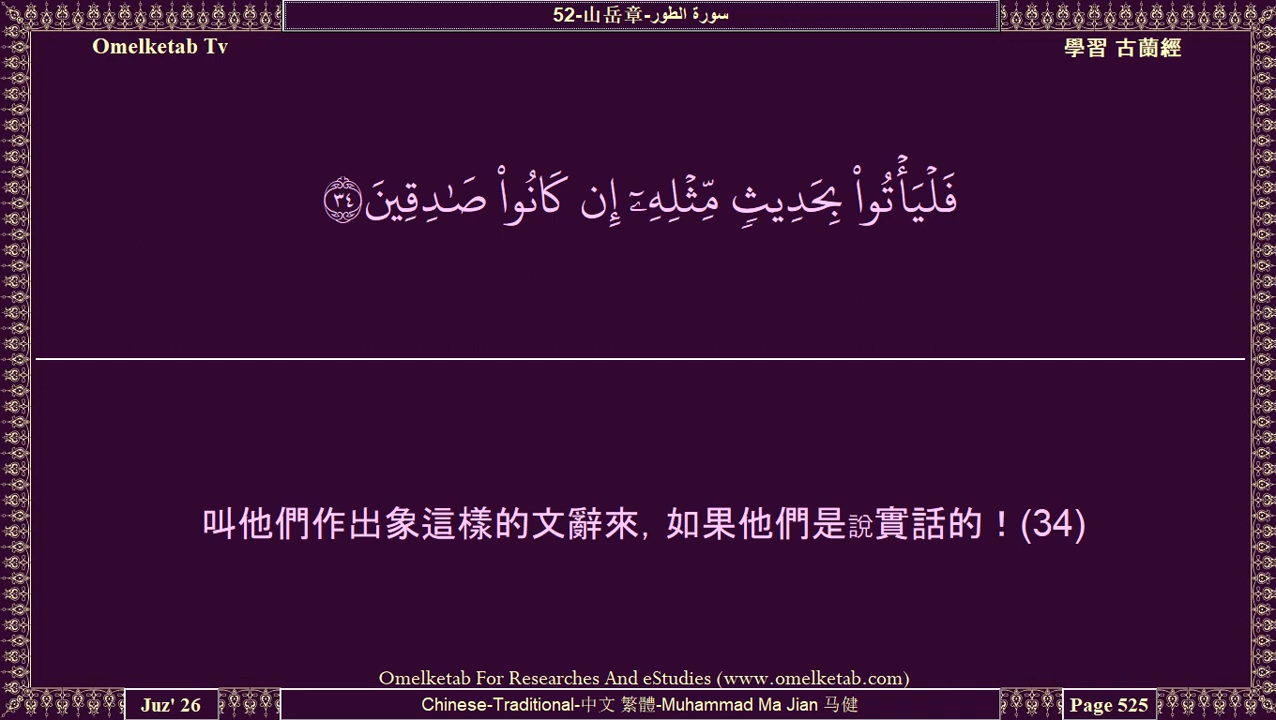 52-山岳章-سورة الطور
Omelketab Tv
學習 古蘭經
فَلْيَأْتُوا۟ بِحَدِيثٍ مِّثْلِهِۦٓ إِن كَانُوا۟ صَـٰدِقِينَ ٣٤
叫他們作出象這樣的文辭來，如果他們是說實話的！(34)
Omelketab For Researches And eStudies (www.omelketab.com)
Juz' 26
Chinese-Traditional-中文 繁體-Muhammad Ma Jian 马健
Page 525